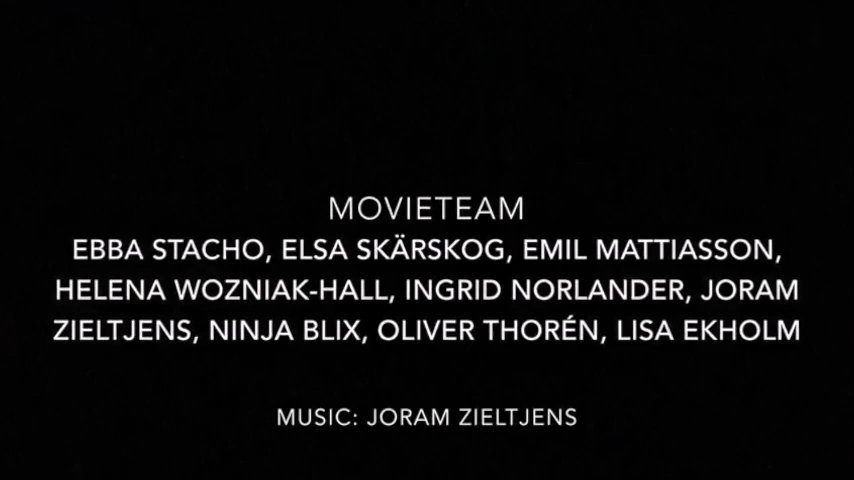 MOVIETEAM
EBBA STACHO, ELSA SKÄRSKOG, EMIL MATTIASSON,
HELENA WOZNIAK-HALL, INGRID NORLANDER, JORAM
ZIELTJENS, NINJA BLIX, OLIVER THORÉN, LISA EKHOLM
MUSIC: JORAM ZIELTJENS